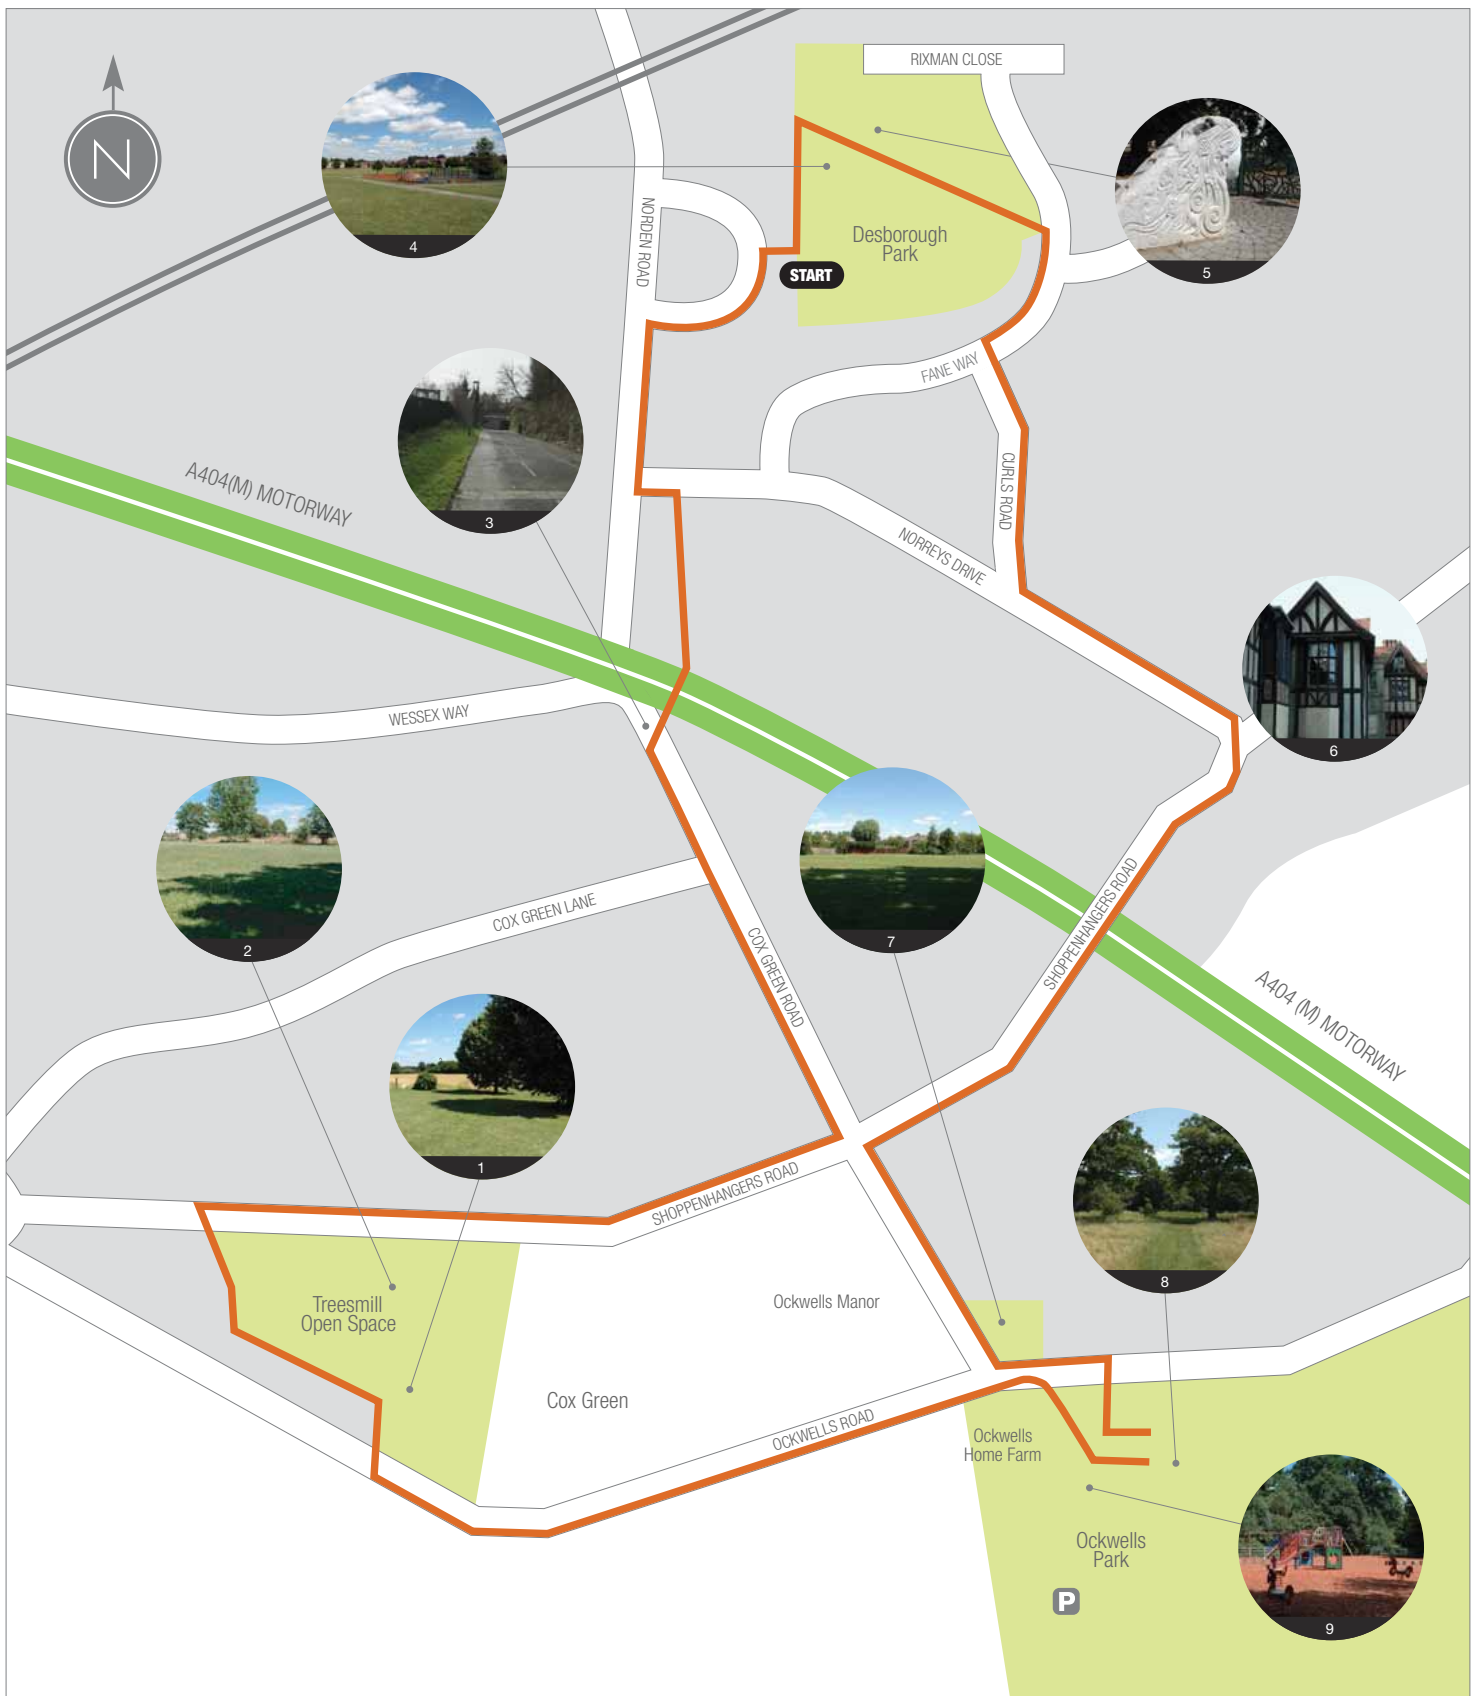 RIXMAN CLOSE
N
4
5
NORDEN ROAD
Desborough
Park
START
FANE WAY
A404(M) MOTORWAY
3
CURLS ROAD
NORREYS DRIVE
WESSEX WAY
6
2
7
COX GREEN LANE
COX GREEN ROAD
SHOPPENHANGERS ROAD
A404 (M) MOTORWAY
1
SHOPPENHANGERS ROAD
8
Treesmill
Open Space
Ockwells Manor
Cox Green
OCKWELLS ROAD
Ockwells
Home Farm
Ockwells
Park
P
9